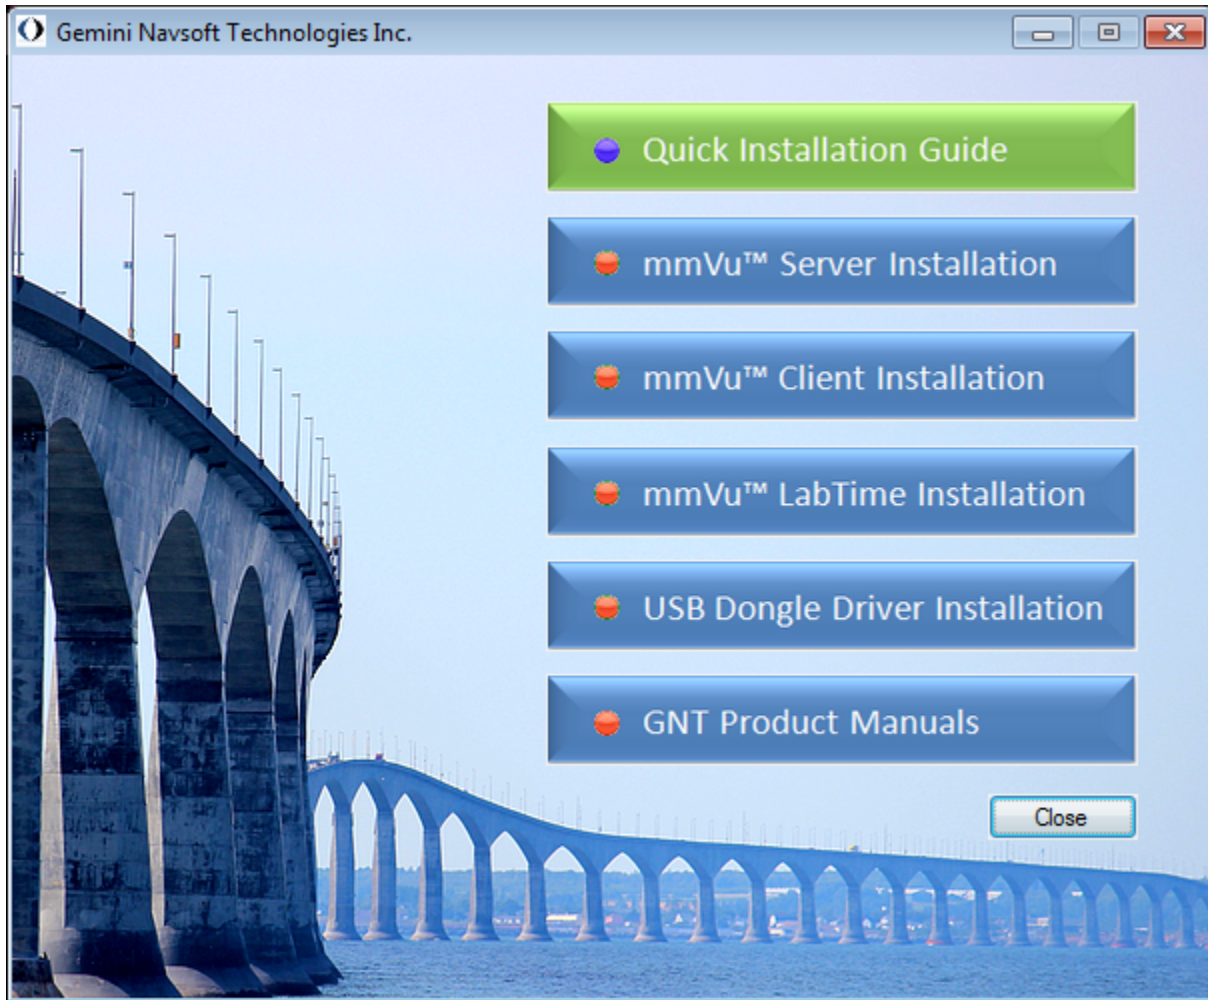 Gemini Navsoft Technologies Inc.
Quick Installation Guide
mmVu™ Server Installation
mmVu™ Client Installation
mmVu™ LabTime Installation
USB Dongle Driver Installation
GNT Product Manuals
Close